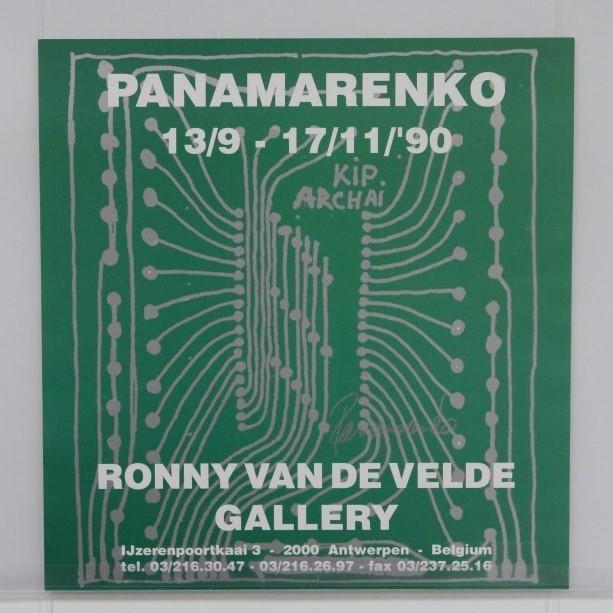 PANAMARENKO
13/9 - 17/11/'90
KiP.
ARCHAi
Panamarenko
RONNY VAN DE VELDE
GALLERY
IJzerenpoortkaai 3 - 2000 Antwerpen - Belgium
tel. 03/216.30.47 - 03/216.26.97 - fax 03/237.25.16